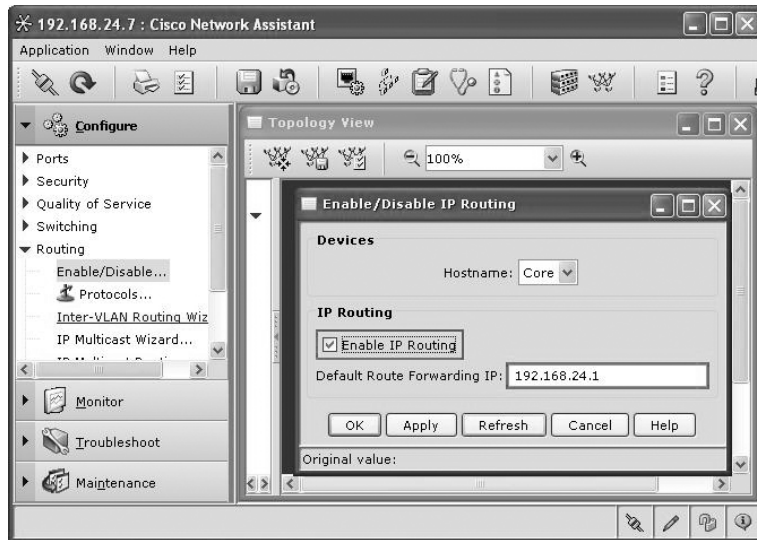 192.168.24.7 : Cisco Network Assistant
Application Window Help
Configure
Ports
Security
Quality of Service
Switching
Routing
Enable/Disable...
Protocols...
Inter-VLAN Routing Wiz
IP Multicast Wizard...
Monitor
Troubleshoot
Maintenance
Topology View
100%
Enable/Disable IP Routing
Devices
Hostname: Core
IP Routing
Enable IP Routing
Default Route Forwarding IP: 192.168.24.1
OK Apply Refresh Cancel Help
Original value: